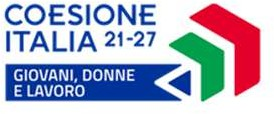 COESIONE
ITALIA 21-27
GIOVANI, DONNE
E LAVORO